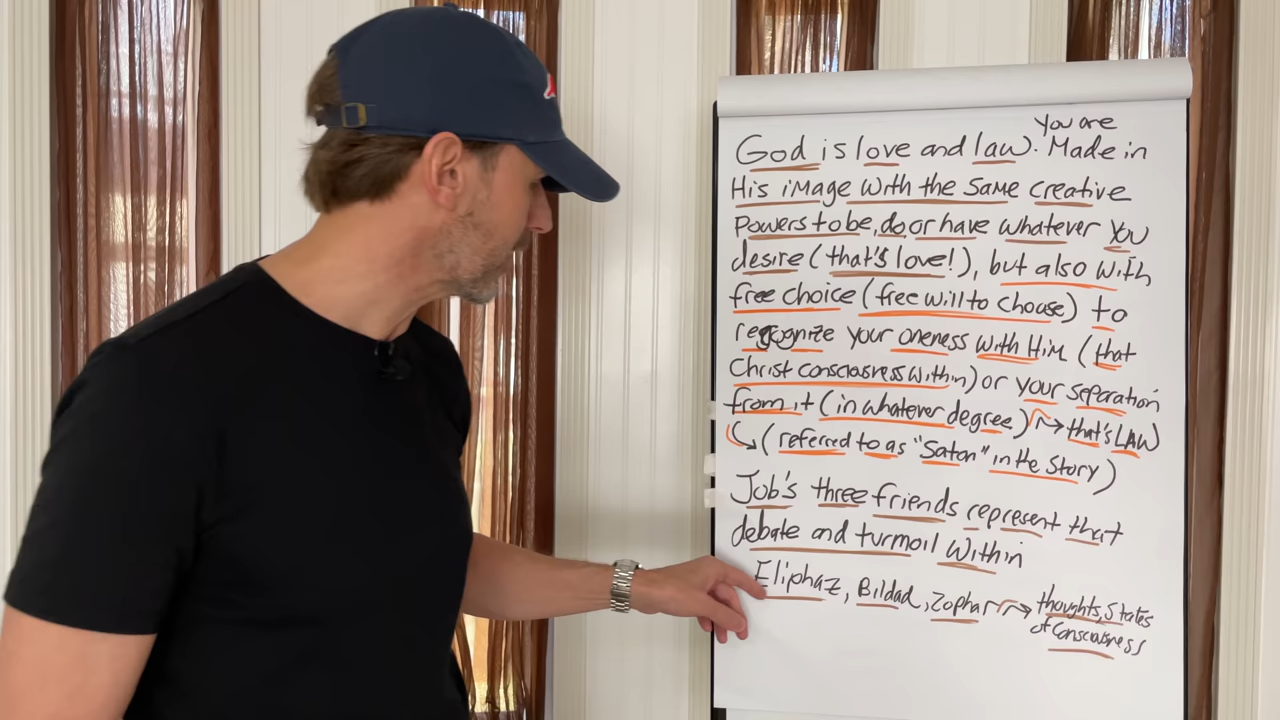 You are
God is love and law. Made in
His image with the same creative
powers to be, do or have whatever you
desire (that's love!), but also with
free choice (free will to choose) to
recognize your oneness with Him (that
Christ consciousness within) or your separation
from it (in whatever degree) → that's LAW
(referred to as "Satan" in the story)
Job's three friends represent that
debate and turmoil within
Eliphaz, Bildad, Zophar → thoughts, states
of consciousness